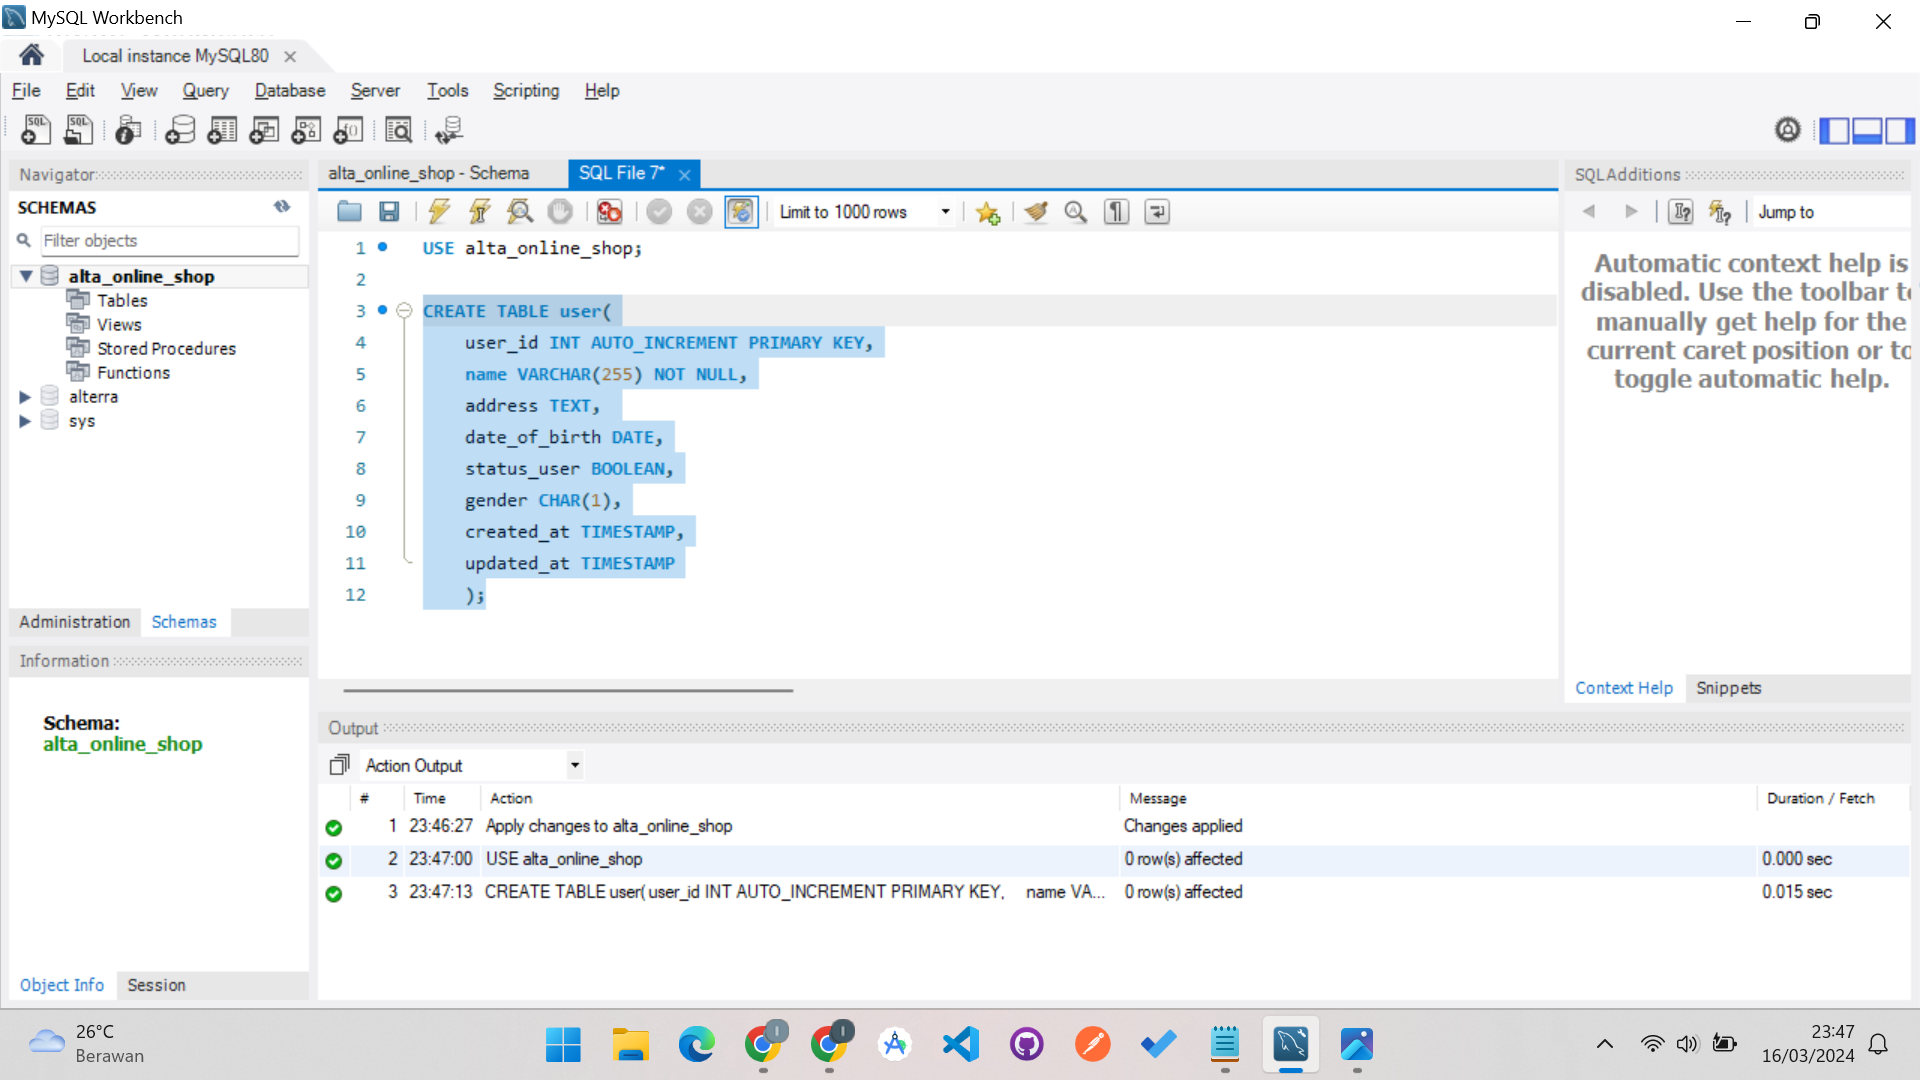 MySQL Workbench
Local instance MySQL80
File Edit View Query Database Server Tools Scripting Help
Navigator
SCHEMAS
Filter objects
alta_online_shop
Tables
Views
Stored Procedures
Functions
alterra
sys
Administration Schemas
Information
Schema:
alta_online_shop
Object Info Session
alta_online_shop - Schema SQL File 7*
Limit to 1000 rows
1 USE alta_online_shop;
2
3 CREATE TABLE user(
4 user_id INT AUTO_INCREMENT PRIMARY KEY,
5 name VARCHAR(255) NOT NULL,
6 address TEXT,
7 date_of_birth DATE,
8 status_user BOOLEAN,
9 gender CHAR(1),
10 created_at TIMESTAMP,
11 updated_at TIMESTAMP
12 );
SQLAdditions
Jump to
Automatic context help is
disabled. Use the toolbar to
manually get help for the
current caret position or to
toggle automatic help.
Context Help Snippets
Output
Action Output
# Time Action Message Duration / Fetch
1 23:46:27 Apply changes to alta_online_shop Changes applied
2 23:47:00 USE alta_online_shop 0 row(s) affected 0.000 sec
3 23:47:13 CREATE TABLE user( user_id INT AUTO_INCREMENT PRIMARY KEY, name VA... 0 row(s) affected 0.015 sec
26°C
Berawan
23:47
16/03/2024